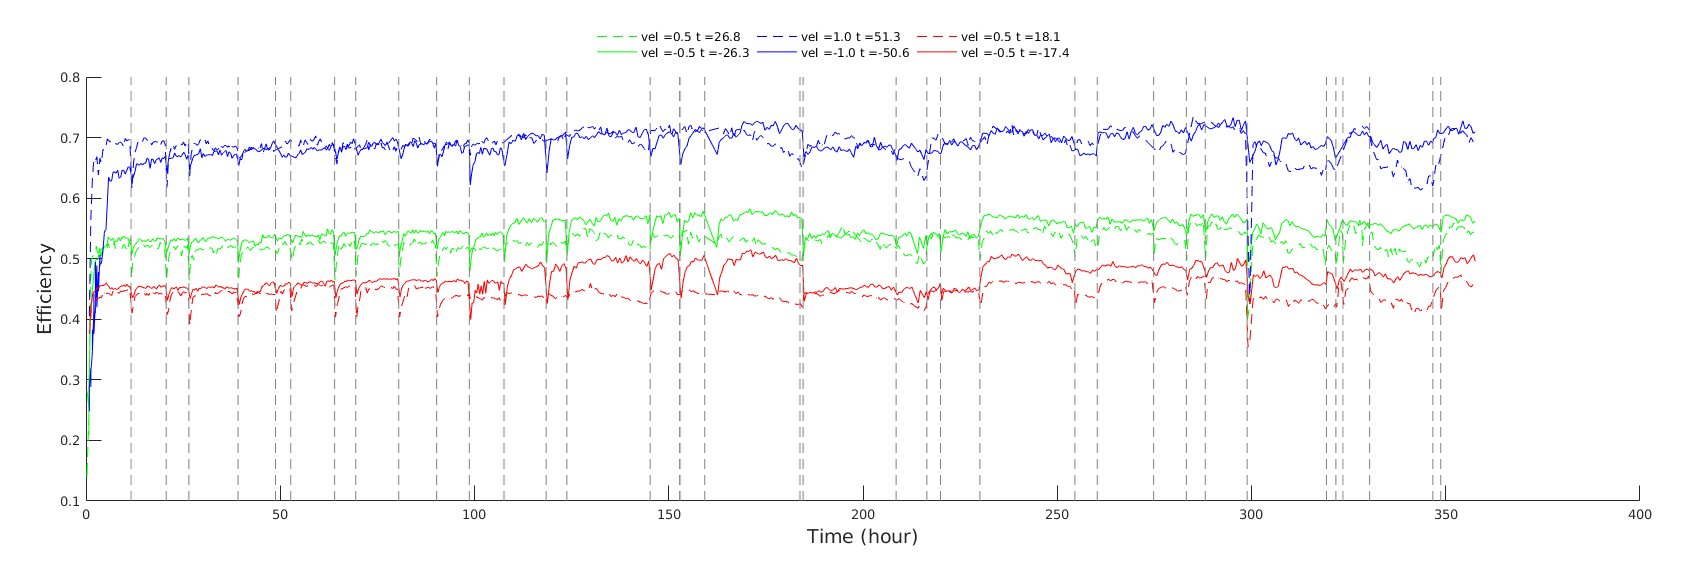 vel =0.5 t =26.8 vel =1.0 t =51.3 vel =0.5 t =18.1
vel =-0.5 t =-26.3 vel =-1.0 t =-50.6 vel =-0.5 t =-17.4
0.8
0.7
0.6
0.5
0.4
0.3
0.2
0.1
Efficiency
0 50 100 150 200 250 300 350 400
Time (hour)